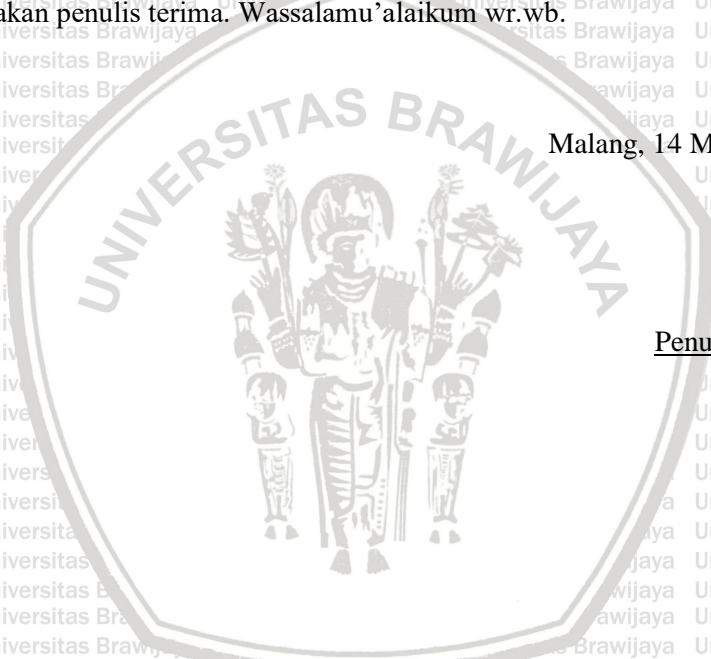 akan penulis terima. Wassalamu’alaikum wr.wb.
UNIVERSITAS BRAWIJAYA
Malang, 14 M
Penu